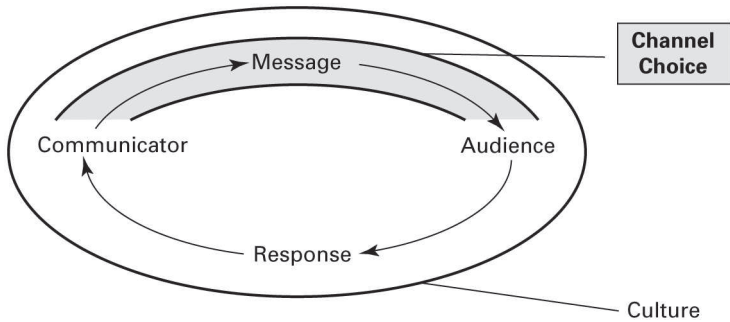 Channel
Choice
Message
Communicator
Audience
Response
Culture